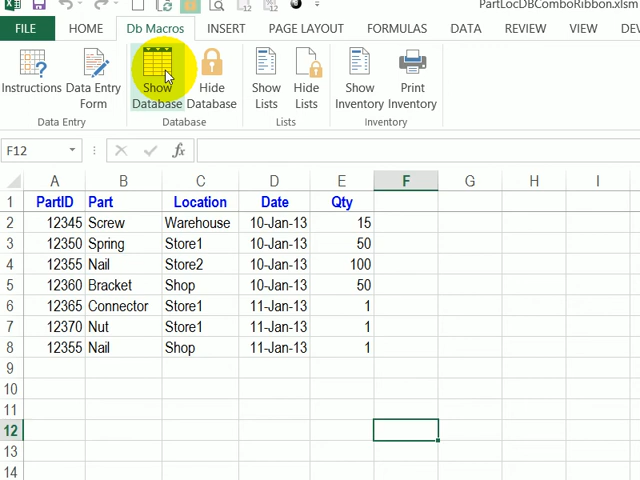 PartLocDBComboRibbon.xlsm
FILE HOME Db Macros INSERT PAGE LAYOUT FORMULAS DATA REVIEW VIEW
Instructions Data Entry Form Show Database Hide Database Show Lists Hide Lists Show Inventory Print Inventory
Data Entry Database Lists Inventory
F12 fx
A B C D E F G H I
1 PartID Part Location Date Qty
2 12345 Screw Warehouse 10-Jan-13 15
3 12350 Spring Store1 10-Jan-13 50
4 12355 Nail Store2 10-Jan-13 100
5 12360 Bracket Shop 10-Jan-13 50
6 12365 Connector Store1 11-Jan-13 1
7 12370 Nut Store1 11-Jan-13 1
8 12355 Nail Shop 11-Jan-13 1
9
10
11
12
13
14